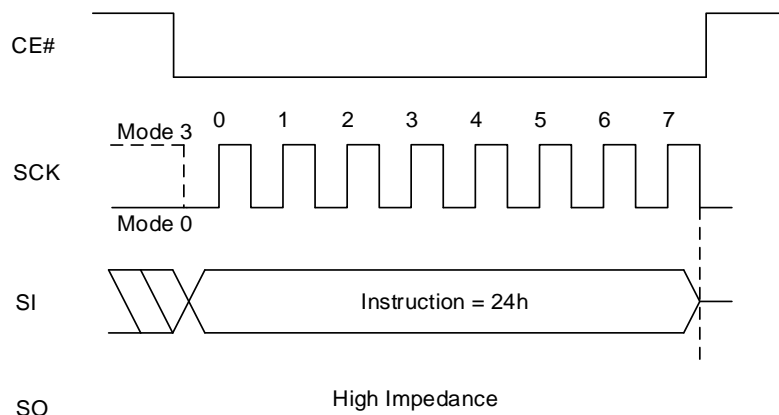 CE#
Mode 3
0 1 2 3 4 5 6 7
SCK
Mode 0
SI
Instruction = 24h
SO
High Impedance